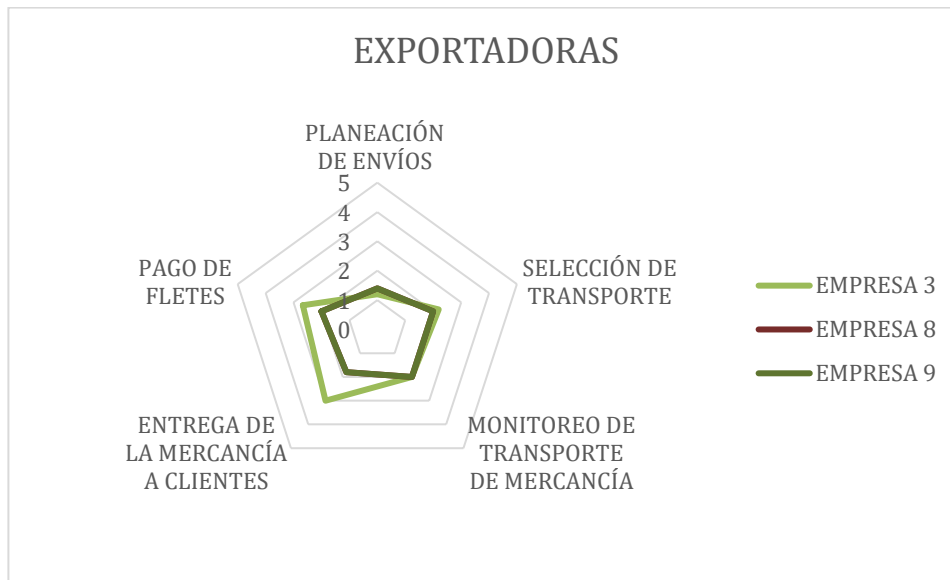 EXPORTADORAS
PLANEACIÓN
DE ENVÍOS
5
4
3
2
1
0
SELECCIÓN DE
TRANSPORTE
MONITOREO DE
TRANSPORTE
DE MERCANCÍA
ENTREGA DE
LA MERCANCÍA
A CLIENTES
PAGO DE
FLETES
EMPRESA 3
EMPRESA 8
EMPRESA 9